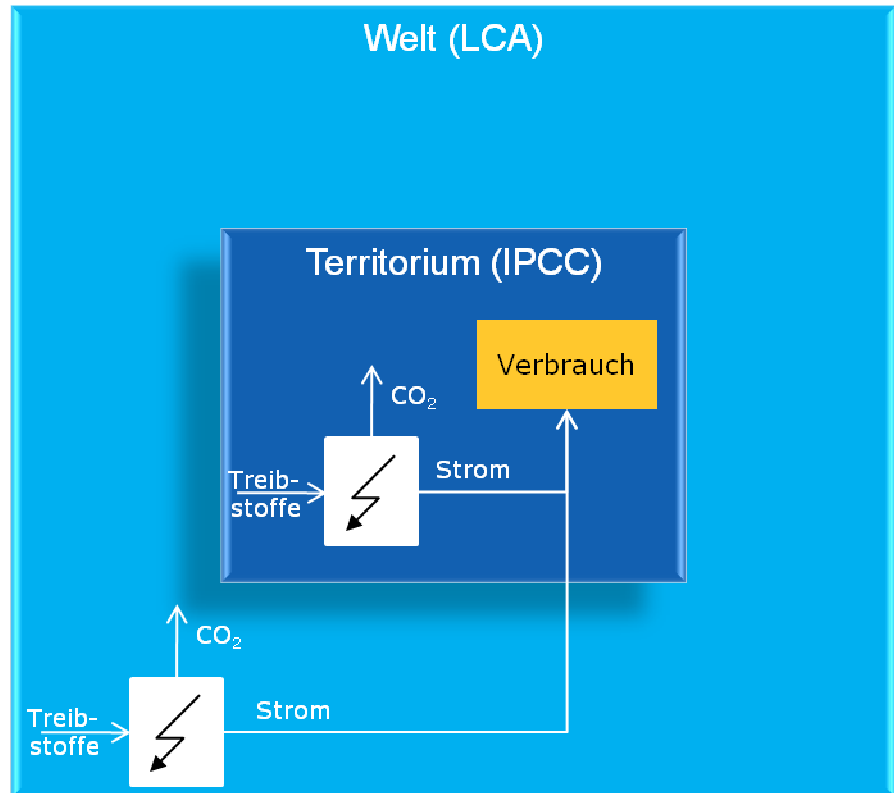 Welt (LCA)
Territorium (IPCC)
Verbrauch
CO₂
Strom
Treib-
stoffe
CO₂
Strom
Treib-
stoffe